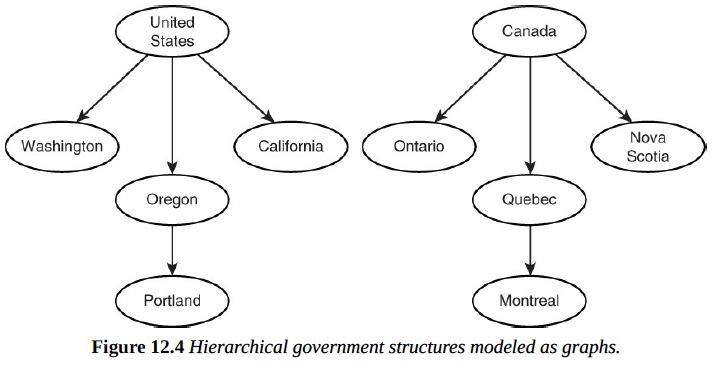 United
States
Canada
Washington
California
Ontario
Nova
Scotia
Oregon
Quebec
Portland
Montreal
Figure 12.4 Hierarchical government structures modeled as graphs.